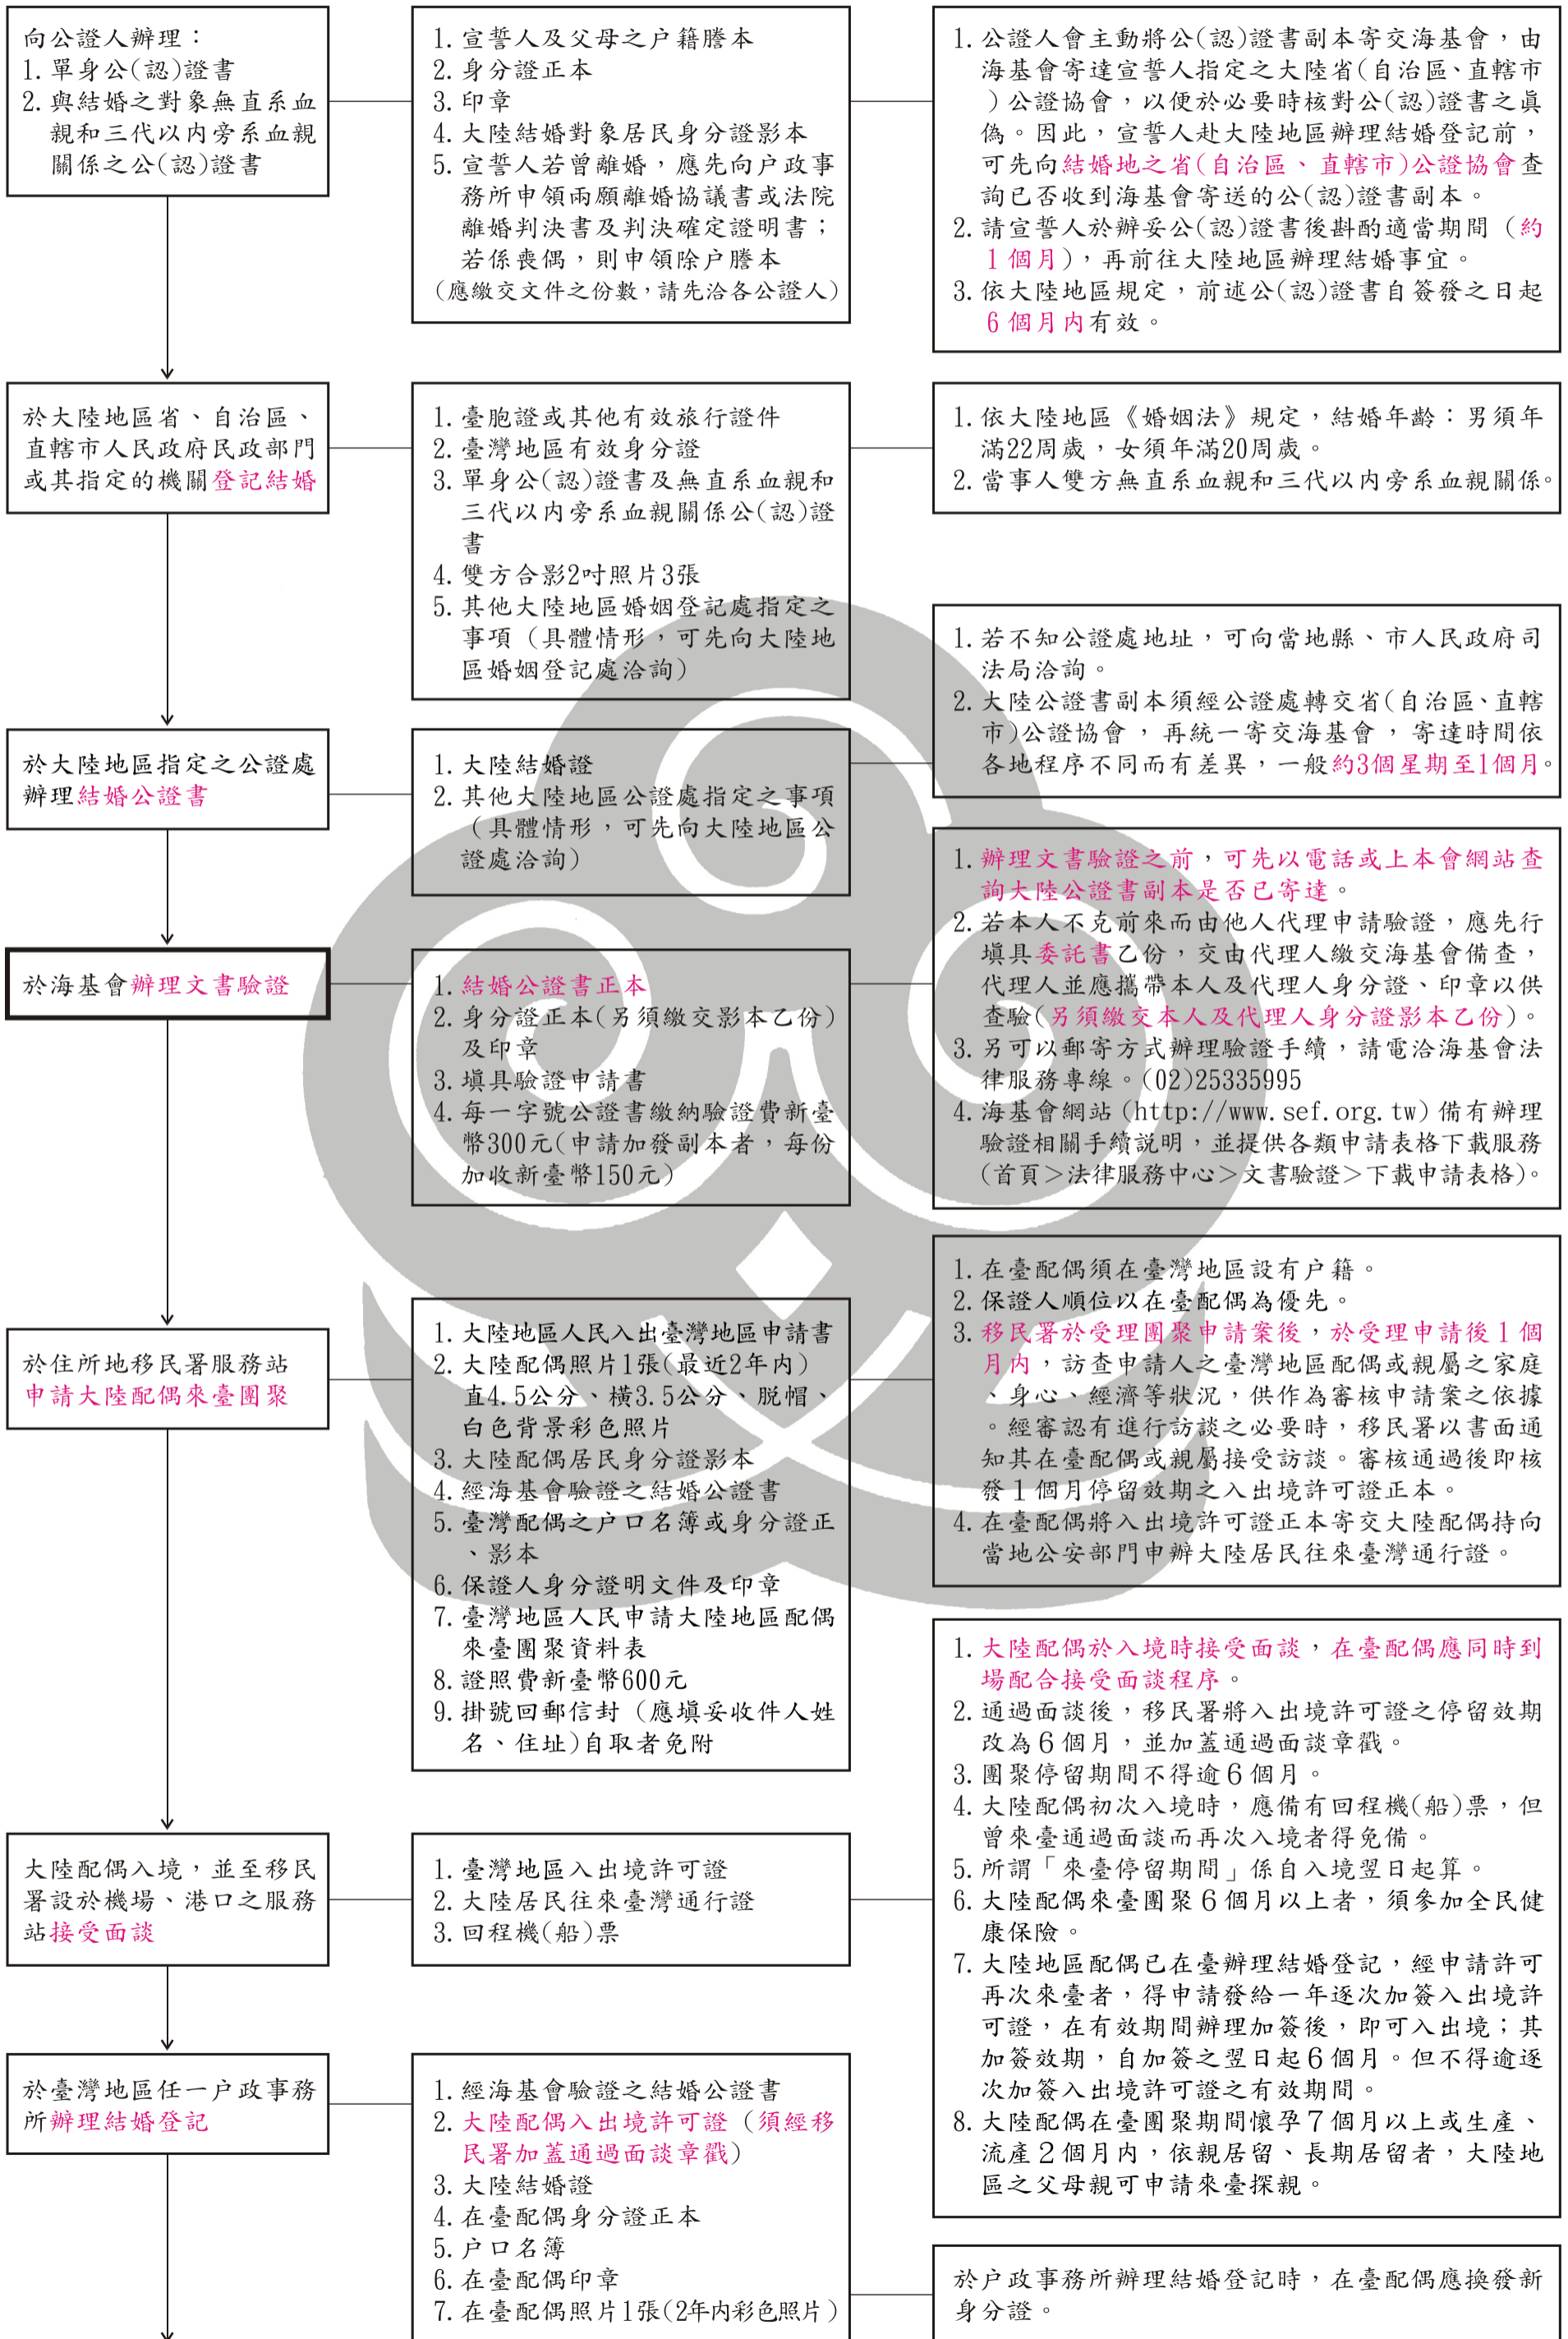 向公證人辦理：
1. 單身公(認)證書
2. 與結婚之對象無直系血
親和三代以内旁系血親
關係之公(認)證書
1. 宣誓人及父母之户籍謄本
2. 身分證正本
3. 印章
4. 大陸結婚對象居民身分證影本
5. 宣誓人若曾離婚，應先向户政事
務所申領兩願離婚協議書或法院
離婚判決書及判決確定證明書；
若係喪偶，則申領除户謄本
(應繳交文件之份數，請先洽各公證人)
1. 公證人會主動將公(認)證書副本寄交海基會，由
海基會寄達宣誓人指定之大陸省(自治區、直轄市
)公證協會，以便於必要時核對公(認)證書之眞
偽。因此，宣誓人赴大陸地區辦理結婚登記前，
可先向結婚地之省(自治區、直轄市)公證協會查
詢已否收到海基會寄送的公(認)證書副本。
2. 請宣誓人於辦妥公(認)證書後斟酌適當期間（約
1個月)，再前往大陸地區辦理結婚事宜。
3. 依大陸地區規定，前述公(認)證書自簽發之日起
6個月内有效。
於大陸地區省、自治區、
直轄市人民政府民政部門
或其指定的機關登記結婚
1. 臺胞證或其他有效旅行證件
2. 臺灣地區有效身分證
3. 單身公(認)證書及無直系血親和
三代以内旁系血親關係公(認)證
書
4. 雙方合影2吋照片3張
5. 其他大陸地區婚姻登記處指定之
事項（具體情形，可先向大陸地
區婚姻登記處洽詢)
1. 依大陸地區《婚姻法》規定，結婚年齡：男須年
滿22周歲，女須年滿20周歲。
2. 當事人雙方無直系血親和三代以内旁系血親關係。
於大陸地區指定之公證處
辦理結婚公證書
1. 大陸結婚證
2. 其他大陸地區公證處指定之事項
（具體情形，可先向大陸地區公
證處洽詢)
1. 若不知公證處地址，可向當地縣、市人民政府司
法局洽詢。
2. 大陸公證書副本須經公證處轉交省(自治區、直轄
市)公證協會，再統一寄交海基會，寄達時間依
各地程序不同而有差異，一般約3個星期至1個月。
於海基會辦理文書驗證
1. 結婚公證書正本
2. 身分證正本(另須繳交影本乙份)
及印章
3. 塡具驗證申請書
4. 每一字號公證書繳納驗證費新臺
幣300元(申請加發副本者，每份
加收新臺幣150元)
1. 辦理文書驗證之前，可先以電話或上本會網站查
詢大陸公證書副本是否已寄達。
2. 若本人不克前來而由他人代理申請驗證，應先行
塡具委託書乙份，交由代理人繳交海基會備查，
代理人並應攜帶本人及代理人身分證、印章以供
查驗(另須繳交本人及代理人身分證影本乙份)。
3. 另可以郵寄方式辦理驗證手續，請電洽海基會法
律服務專線。(02)25335995
4. 海基會網站(http://www.sef.org.tw)備有辦理
驗證相關手續説明，並提供各類申請表格下載服務
(首頁＞法律服務中心＞文書驗證＞下載申請表格)。
於住所地移民署服務站
申請大陸配偶來臺團聚
1. 大陸地區人民入出臺灣地區申請書
2. 大陸配偶照片1張(最近2年内)
直4.5公分、橫3.5公分、脱帽、
白色背景彩色照片
3. 大陸配偶居民身分證影本
4. 經海基會驗證之結婚公證書
5. 臺灣配偶之户口名簿或身分證正
、影本
6. 保證人身分證明文件及印章
7. 臺灣地區人民申請大陸地區配偶
來臺團聚資料表
8. 證照費新臺幣600元
9. 掛號回郵信封（應塡妥收件人姓
名、住址)自取者免附
1. 在臺配偶須在臺灣地區設有户籍。
2. 保證人順位以在臺配偶為優先。
3. 移民署於受理團聚申請案後，於受理申請後1個
月内，訪查申請人之臺灣地區配偶或親屬之家庭
、身心、經濟等狀況，供作為審核申請案之依據
。經審認有進行訪談之必要時，移民署以書面通
知其在臺配偶或親屬接受訪談。審核通過後即核
發1個月停留效期之入出境許可證正本。
4. 在臺配偶將入出境許可證正本寄交大陸配偶持向
當地公安部門申辦大陸居民往來臺灣通行證。
大陸配偶入境，並至移民
署設於機場、港口之服務
站接受面談
1. 臺灣地區入出境許可證
2. 大陸居民往來臺灣通行證
3. 回程機(船)票
1. 大陸配偶於入境時接受面談，在臺配偶應同時到
場配合接受面談程序。
2. 通過面談後，移民署將入出境許可證之停留效期
改為6個月，並加蓋通過面談章戳。
3. 團聚停留期間不得逾6個月。
4. 大陸配偶初次入境時，應備有回程機(船)票，但
曾來臺通過面談而再次入境者得免備。
5. 所謂「來臺停留期間」係自入境翌日起算。
6. 大陸配偶來臺團聚6個月以上者，須參加全民健
康保險。
7. 大陸地區配偶已在臺辦理結婚登記，經申請許可
再次來臺者，得申請發給一年逐次加簽入出境許
可證，在有效期間辦理加簽後，即可入出境；其
加簽效期，自加簽之翌日起6個月。但不得逾逐
次加簽入出境許可證之有效期間。
8. 大陸配偶在臺團聚期間懷孕7個月以上或生產、
流產2個月内，依親居留、長期居留者，大陸地
區之父母親可申請來臺探親。
於臺灣地區任一户政事務
所辦理結婚登記
1. 經海基會驗證之結婚公證書
2. 大陸配偶入出境許可證（須經移
民署加蓋通過面談章戳)
3. 大陸結婚證
4. 在臺配偶身分證正本
5. 户口名簿
6. 在臺配偶印章
7. 在臺配偶照片1張(2年内彩色照片)
於户政事務所辦理結婚登記時，在臺配偶應換發新
身分證。